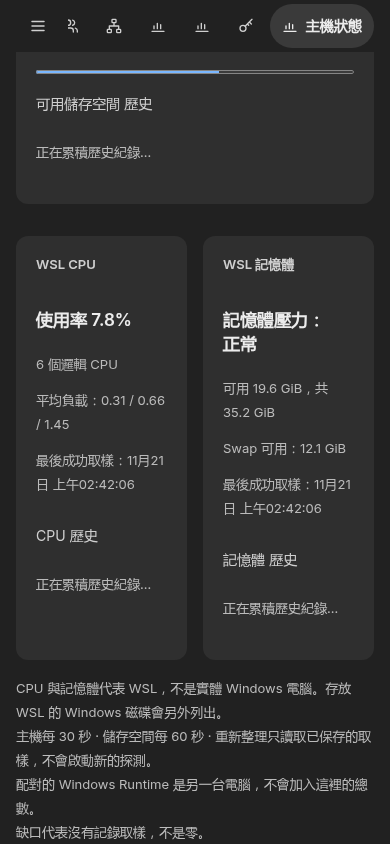 主機狀態
可用儲存空間 歷史
正在累積歷史紀錄...
WSL CPU
使用率 7.8%
6 個邏輯 CPU
平均負載：0.31 / 0.66
/ 1.45
最後成功取樣：11月21
日 上午02:42:06
CPU 歷史
正在累積歷史紀錄...
WSL 記憶體
記憶體壓力：
正常
可用 19.6 GiB，共
35.2 GiB
Swap 可用：12.1 GiB
最後成功取樣：11月21
日 上午02:42:06
記憶體 歷史
正在累積歷史紀錄...
CPU 與記憶體代表 WSL，不是實體 Windows 電腦。存放
WSL 的 Windows 磁碟會另外列出。
主機每 30 秒 · 儲存空間每 60 秒 · 重新整理只讀取已保存的取
樣，不會啟動新的探測。
配對的 Windows Runtime 是另一台電腦，不會加入這裡的總
數。
缺口代表沒有記錄取樣，不是零。